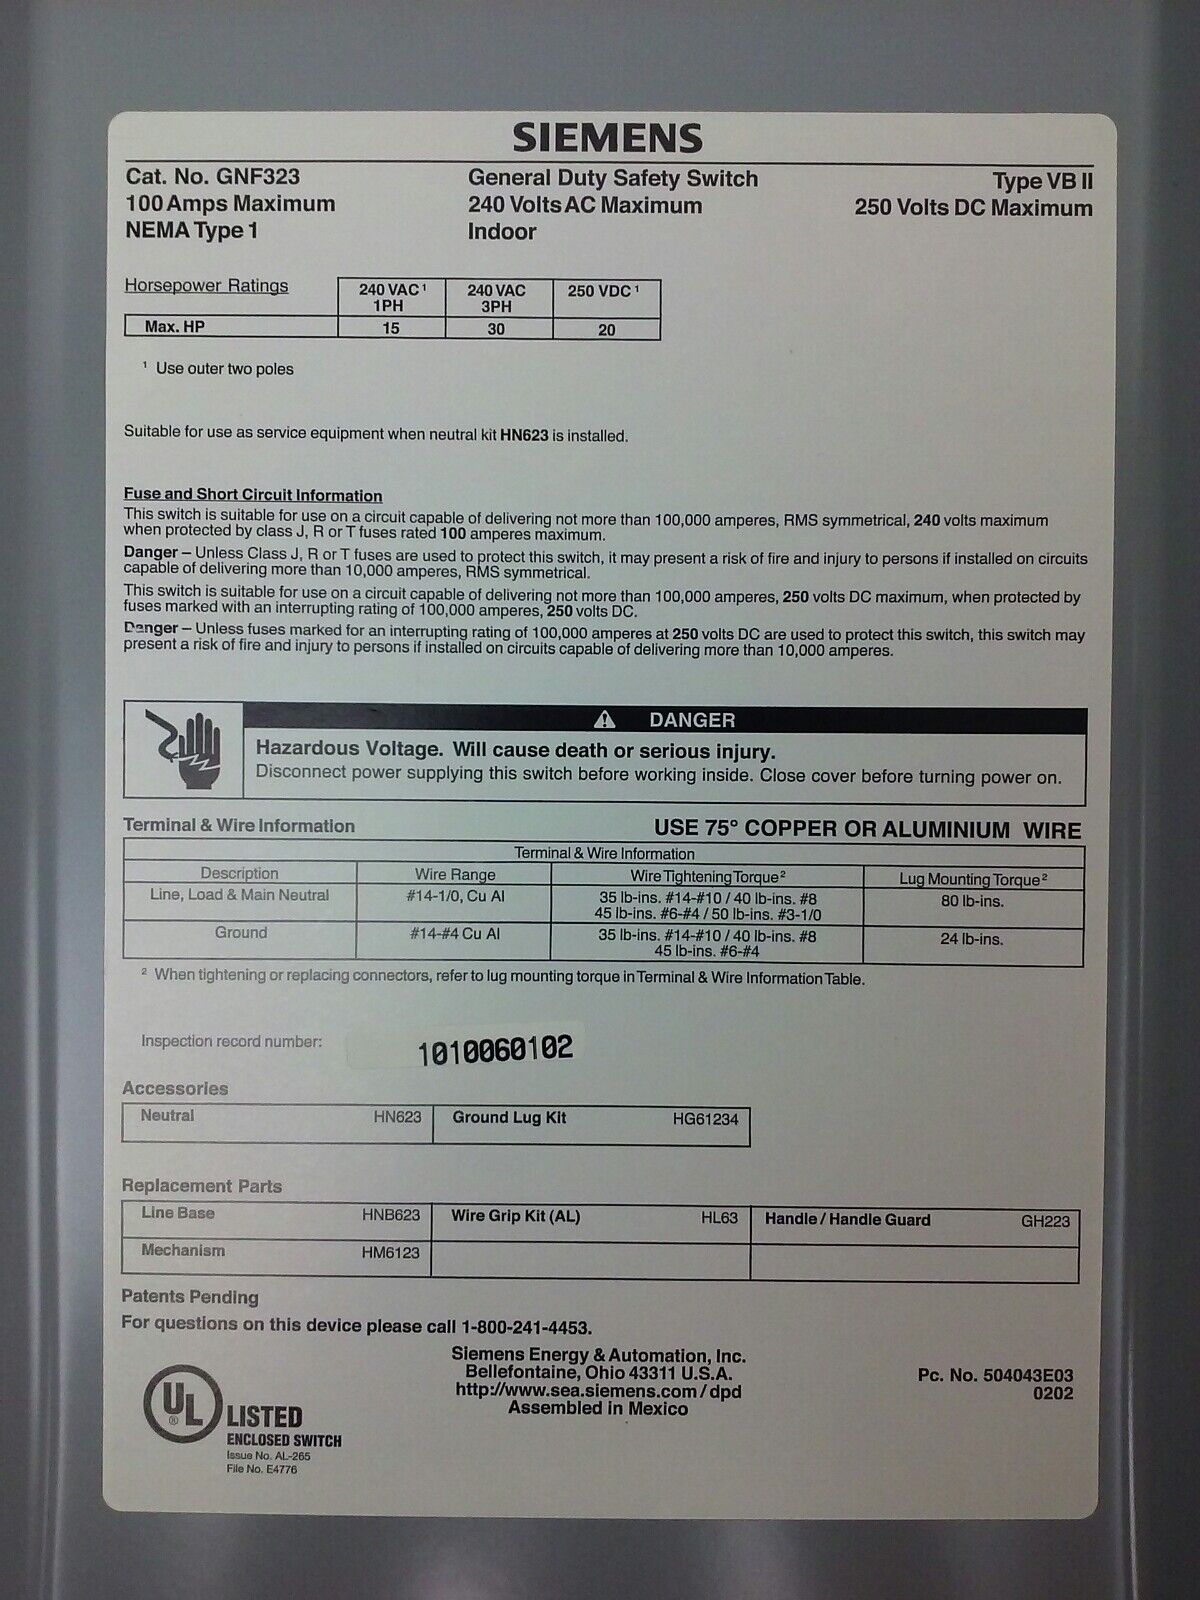 SIEMENS
Cat. No. GNF323 General Duty Safety Switch Type VB II
100 Amps Maximum 240 Volts AC Maximum 250 Volts DC Maximum
NEMA Type 1 Indoor
Horsepower Ratings 240 VAC¹ 1PH 240 VAC 3PH 250 VDC¹
Max. HP 15 30 20
¹ Use outer two poles
Suitable for use as service equipment when neutral kit HN623 is installed.
Fuse and Short Circuit Information
This switch is suitable for use on a circuit capable of delivering not more than 100,000 amperes, RMS symmetrical, 240 volts maximum
when protected by class J, R or T fuses rated 100 amperes maximum.
Danger – Unless Class J, R or T fuses are used to protect this switch, it may present a risk of fire and injury to persons if installed on circuits
capable of delivering more than 10,000 amperes, RMS symmetrical.
This switch is suitable for use on a circuit capable of delivering not more than 100,000 amperes, 250 volts DC maximum, when protected by
fuses marked with an interrupting rating of 100,000 amperes, 250 volts DC.
Danger – Unless fuses marked for an interrupting rating of 100,000 amperes at 250 volts DC are used to protect this switch, this switch may
present a risk of fire and injury to persons if installed on circuits capable of delivering more than 10,000 amperes.
DANGER
Hazardous Voltage. Will cause death or serious injury.
Disconnect power supplying this switch before working inside. Close cover before turning power on.
Terminal & Wire Information USE 75° COPPER OR ALUMINIUM WIRE
Terminal & Wire Information
Description Wire Range Wire Tightening Torque² Lug Mounting Torque²
Line, Load & Main Neutral #14-1/0, Cu Al 35 lb-ins. #14-#10 / 40 lb-ins. #8 80 lb-ins.
45 lb-ins. #6-#4 / 50 lb-ins. #3-1/0
Ground #14-#4 Cu Al 35 lb-ins. #14-#10 / 40 lb-ins. #8 24 lb-ins.
45 lb-ins. #6-#4
² When tightening or replacing connectors, refer to lug mounting torque in Terminal & Wire Information Table.
Inspection record number: 1010060102
Accessories
Neutral HN623 Ground Lug Kit HG61234
Replacement Parts
Line Base HNB623 Wire Grip Kit (AL) HL63 Handle / Handle Guard GH223
Mechanism HM6123
Patents Pending
For questions on this device please call 1-800-241-4453.
Siemens Energy & Automation, Inc.
Bellefontaine, Ohio 43311 U.S.A.
http://www.sea.siemens.com/dpd
Assembled in Mexico
Pc. No. 504043E03
0202
UL ® LISTED
ENCLOSED SWITCH
Issue No. AL-265
File No. E4776